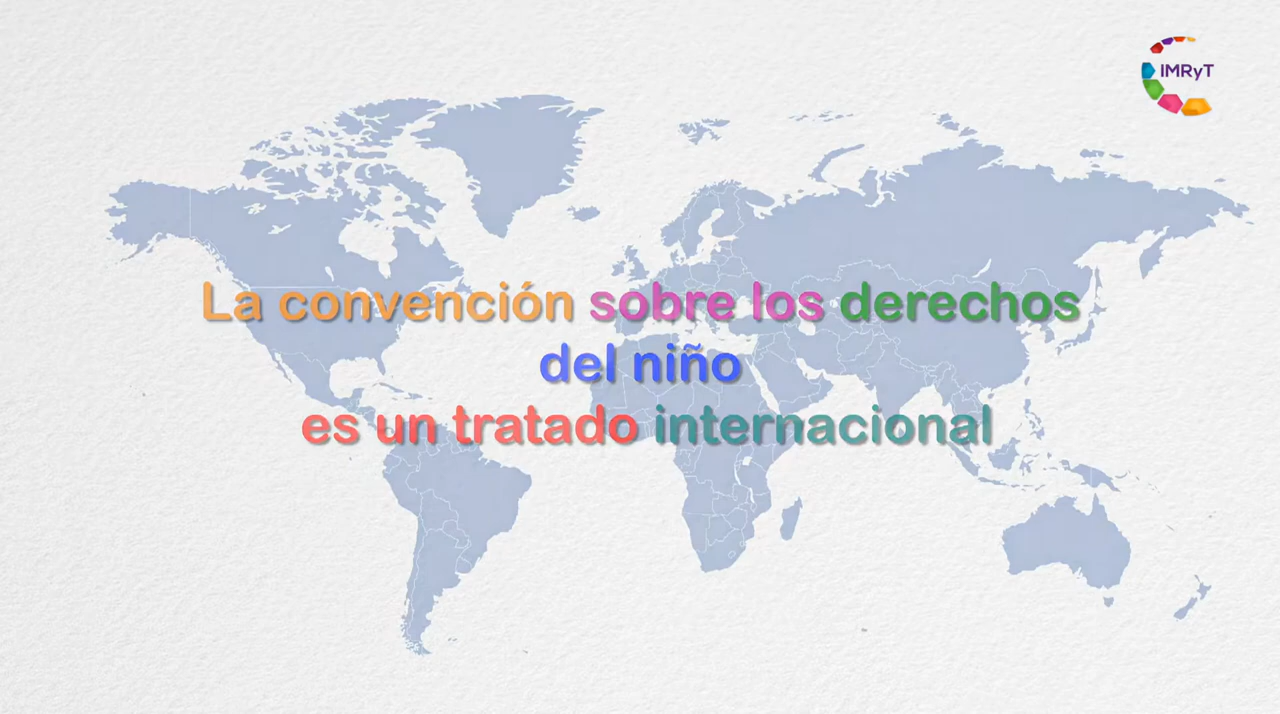 IMRyT
La convención sobre los derechos
del niño
es un tratado internacional